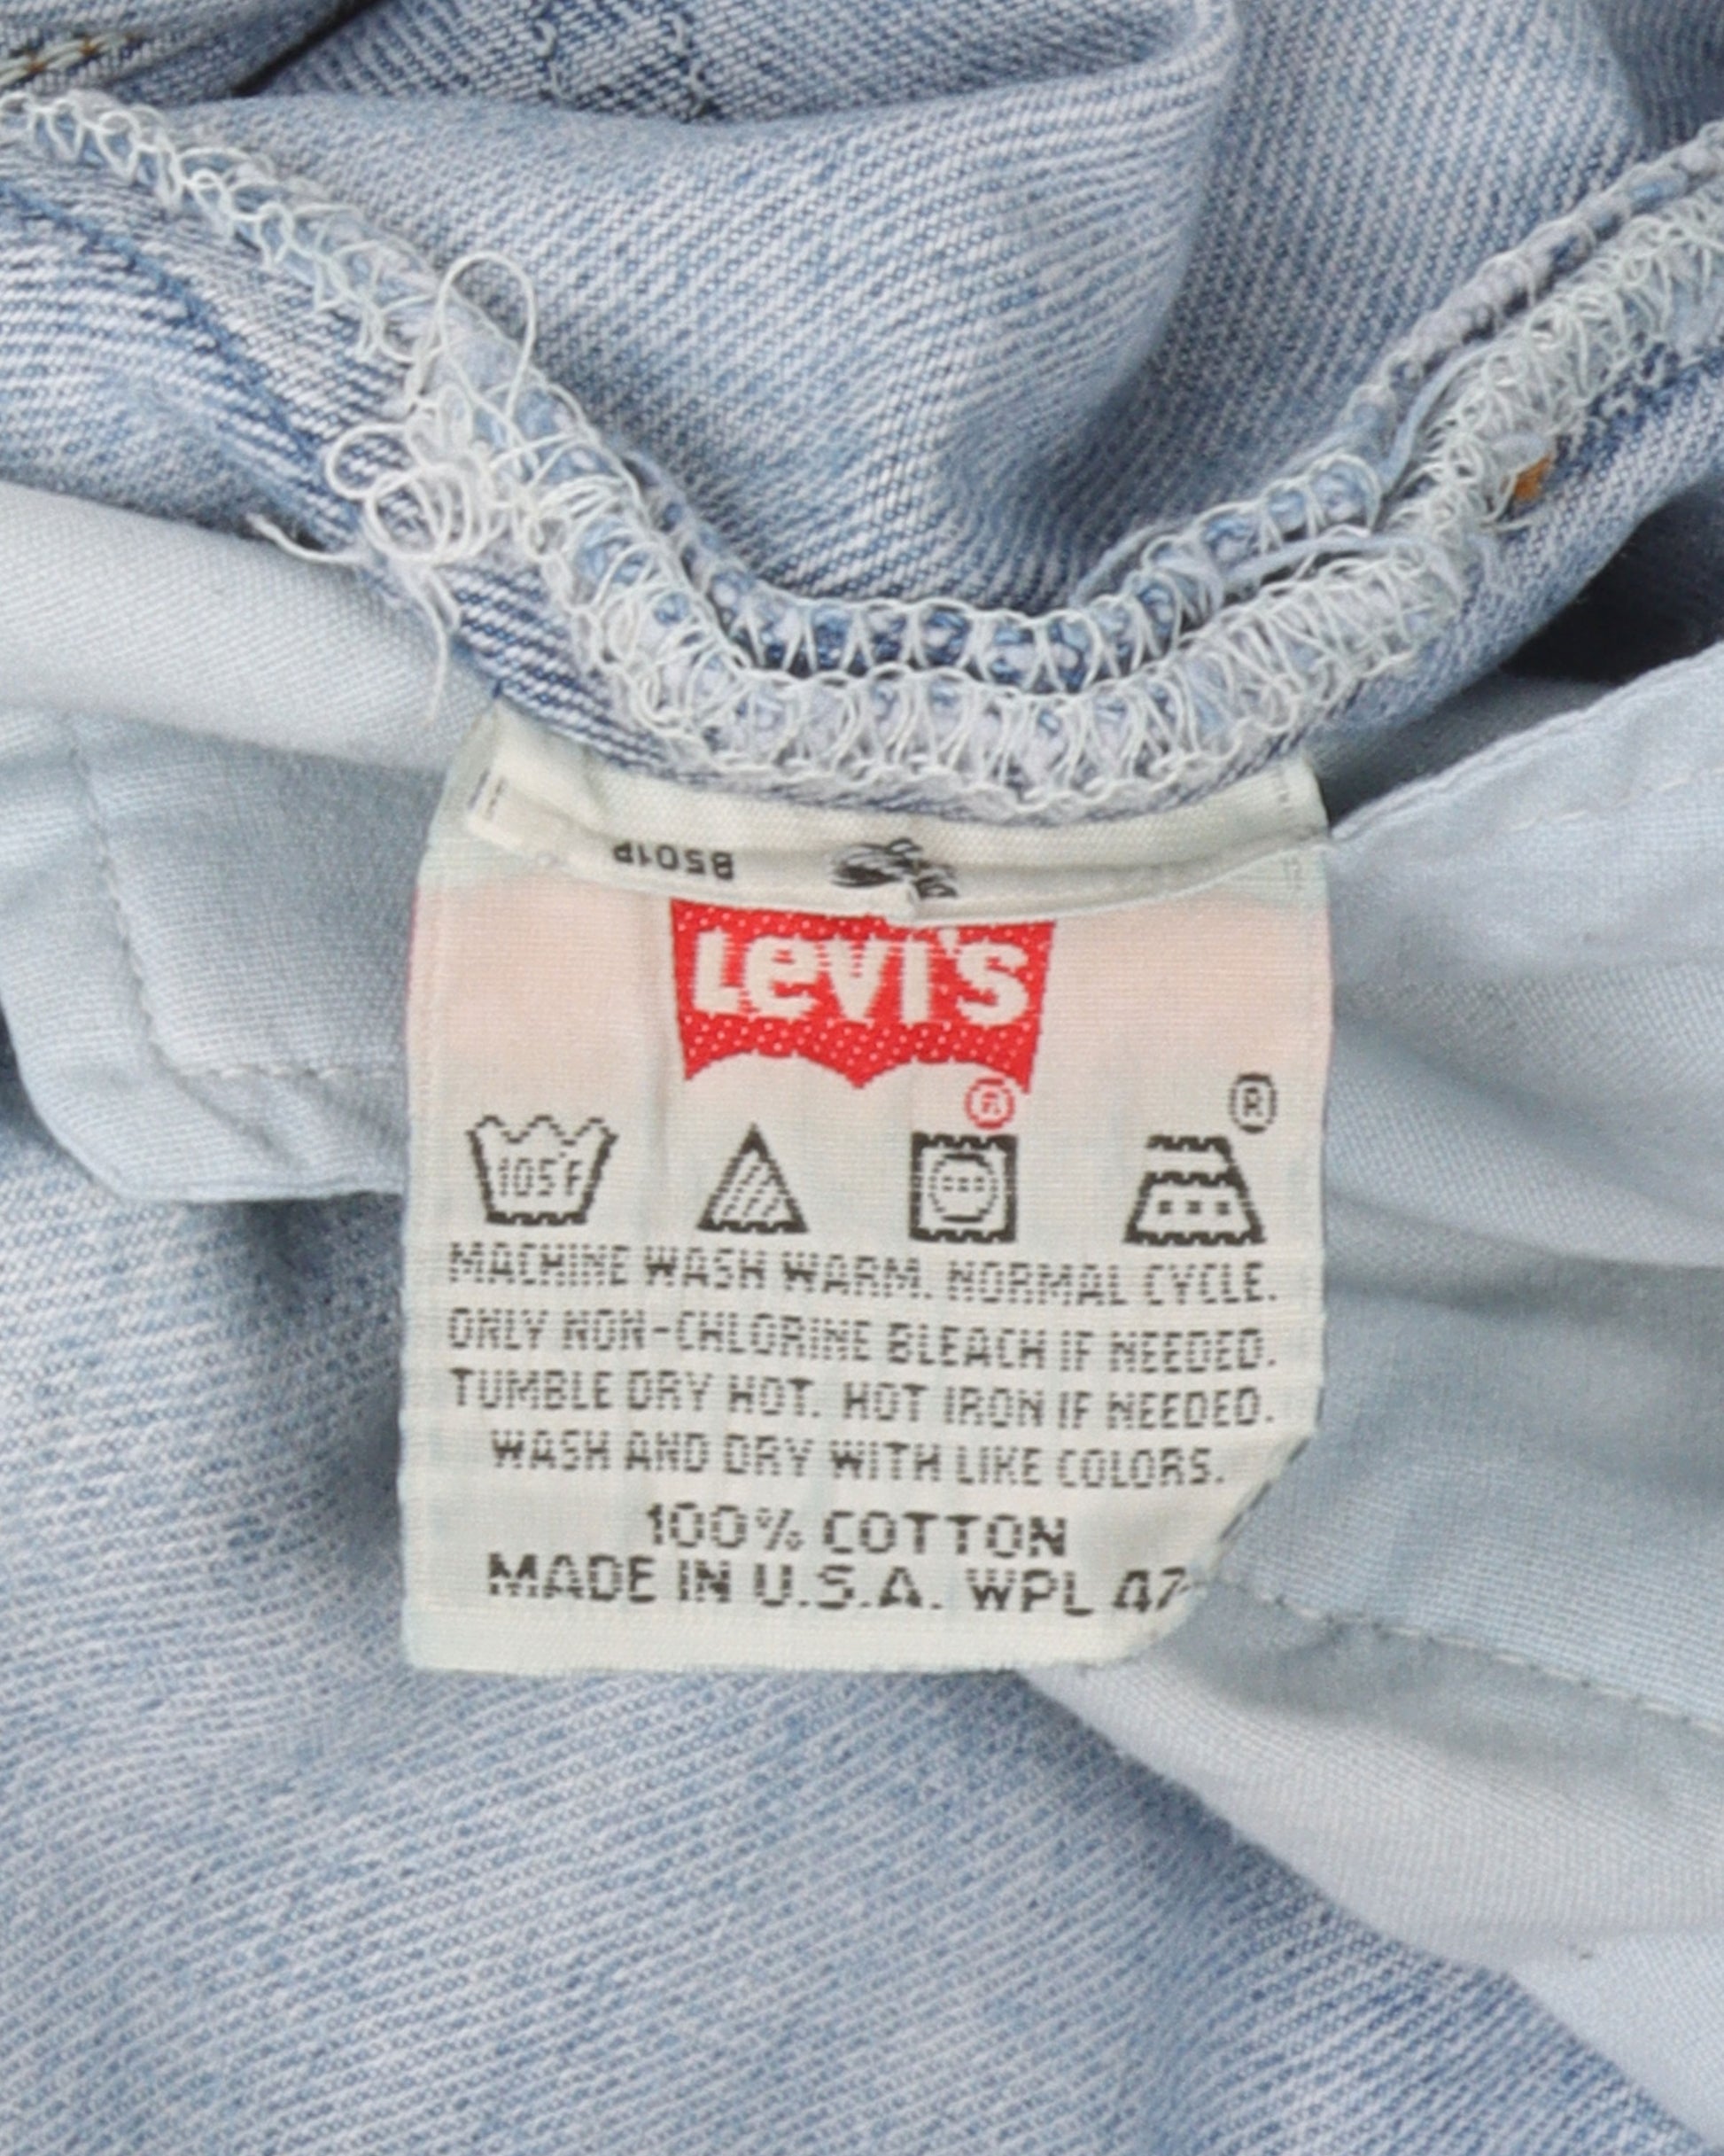 8501P
LEVI'S
®
®
105°F
MACHINE WASH WARM. NORMAL CYCLE.
ONLY NON-CHLORINE BLEACH IF NEEDED.
TUMBLE DRY HOT. HOT IRON IF NEEDED.
WASH AND DRY WITH LIKE COLORS.
100% COTTON
MADE IN U.S.A. WPL 47